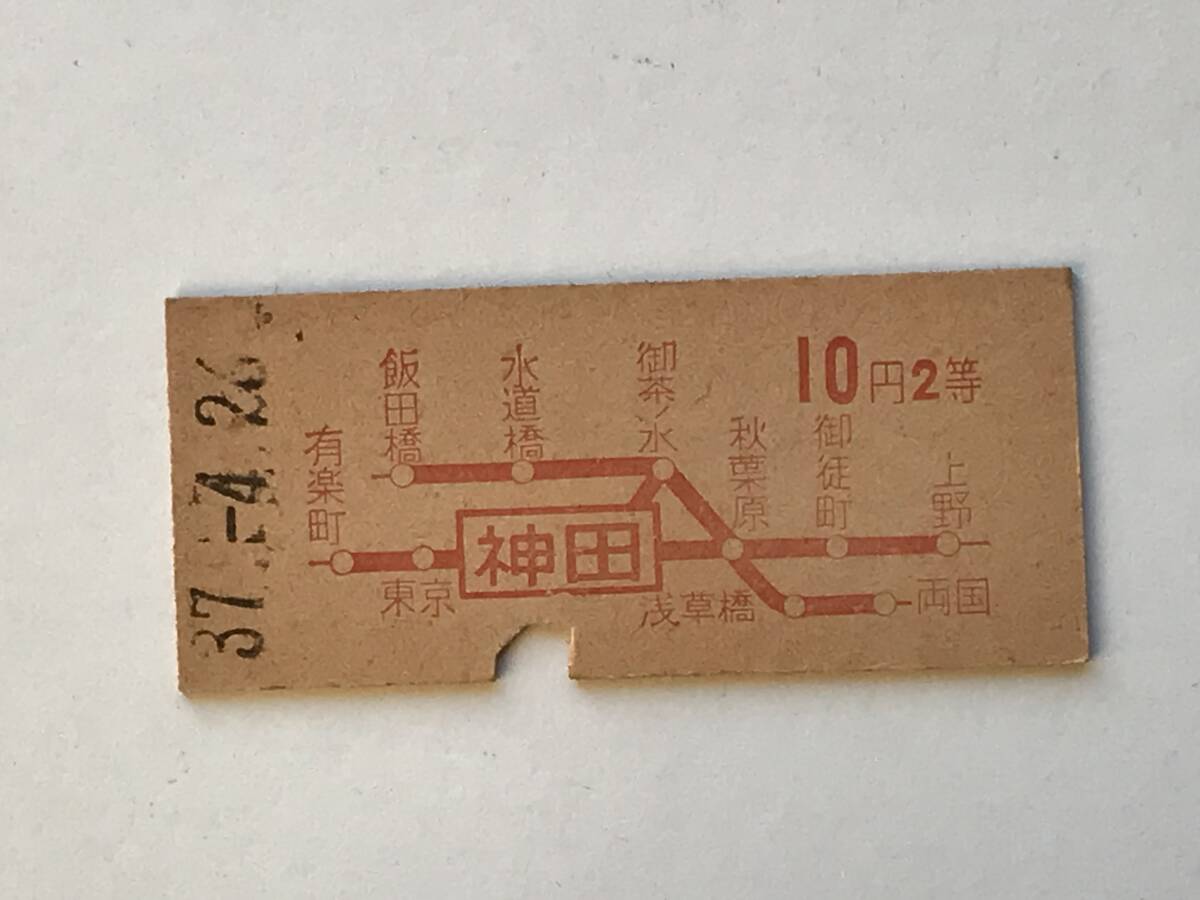 37.-4.26
10円2等
飯田橋
水道橋
御茶ノ水
有楽町
秋葉原
御徒町
上野
神田
東京
浅草橋
両国